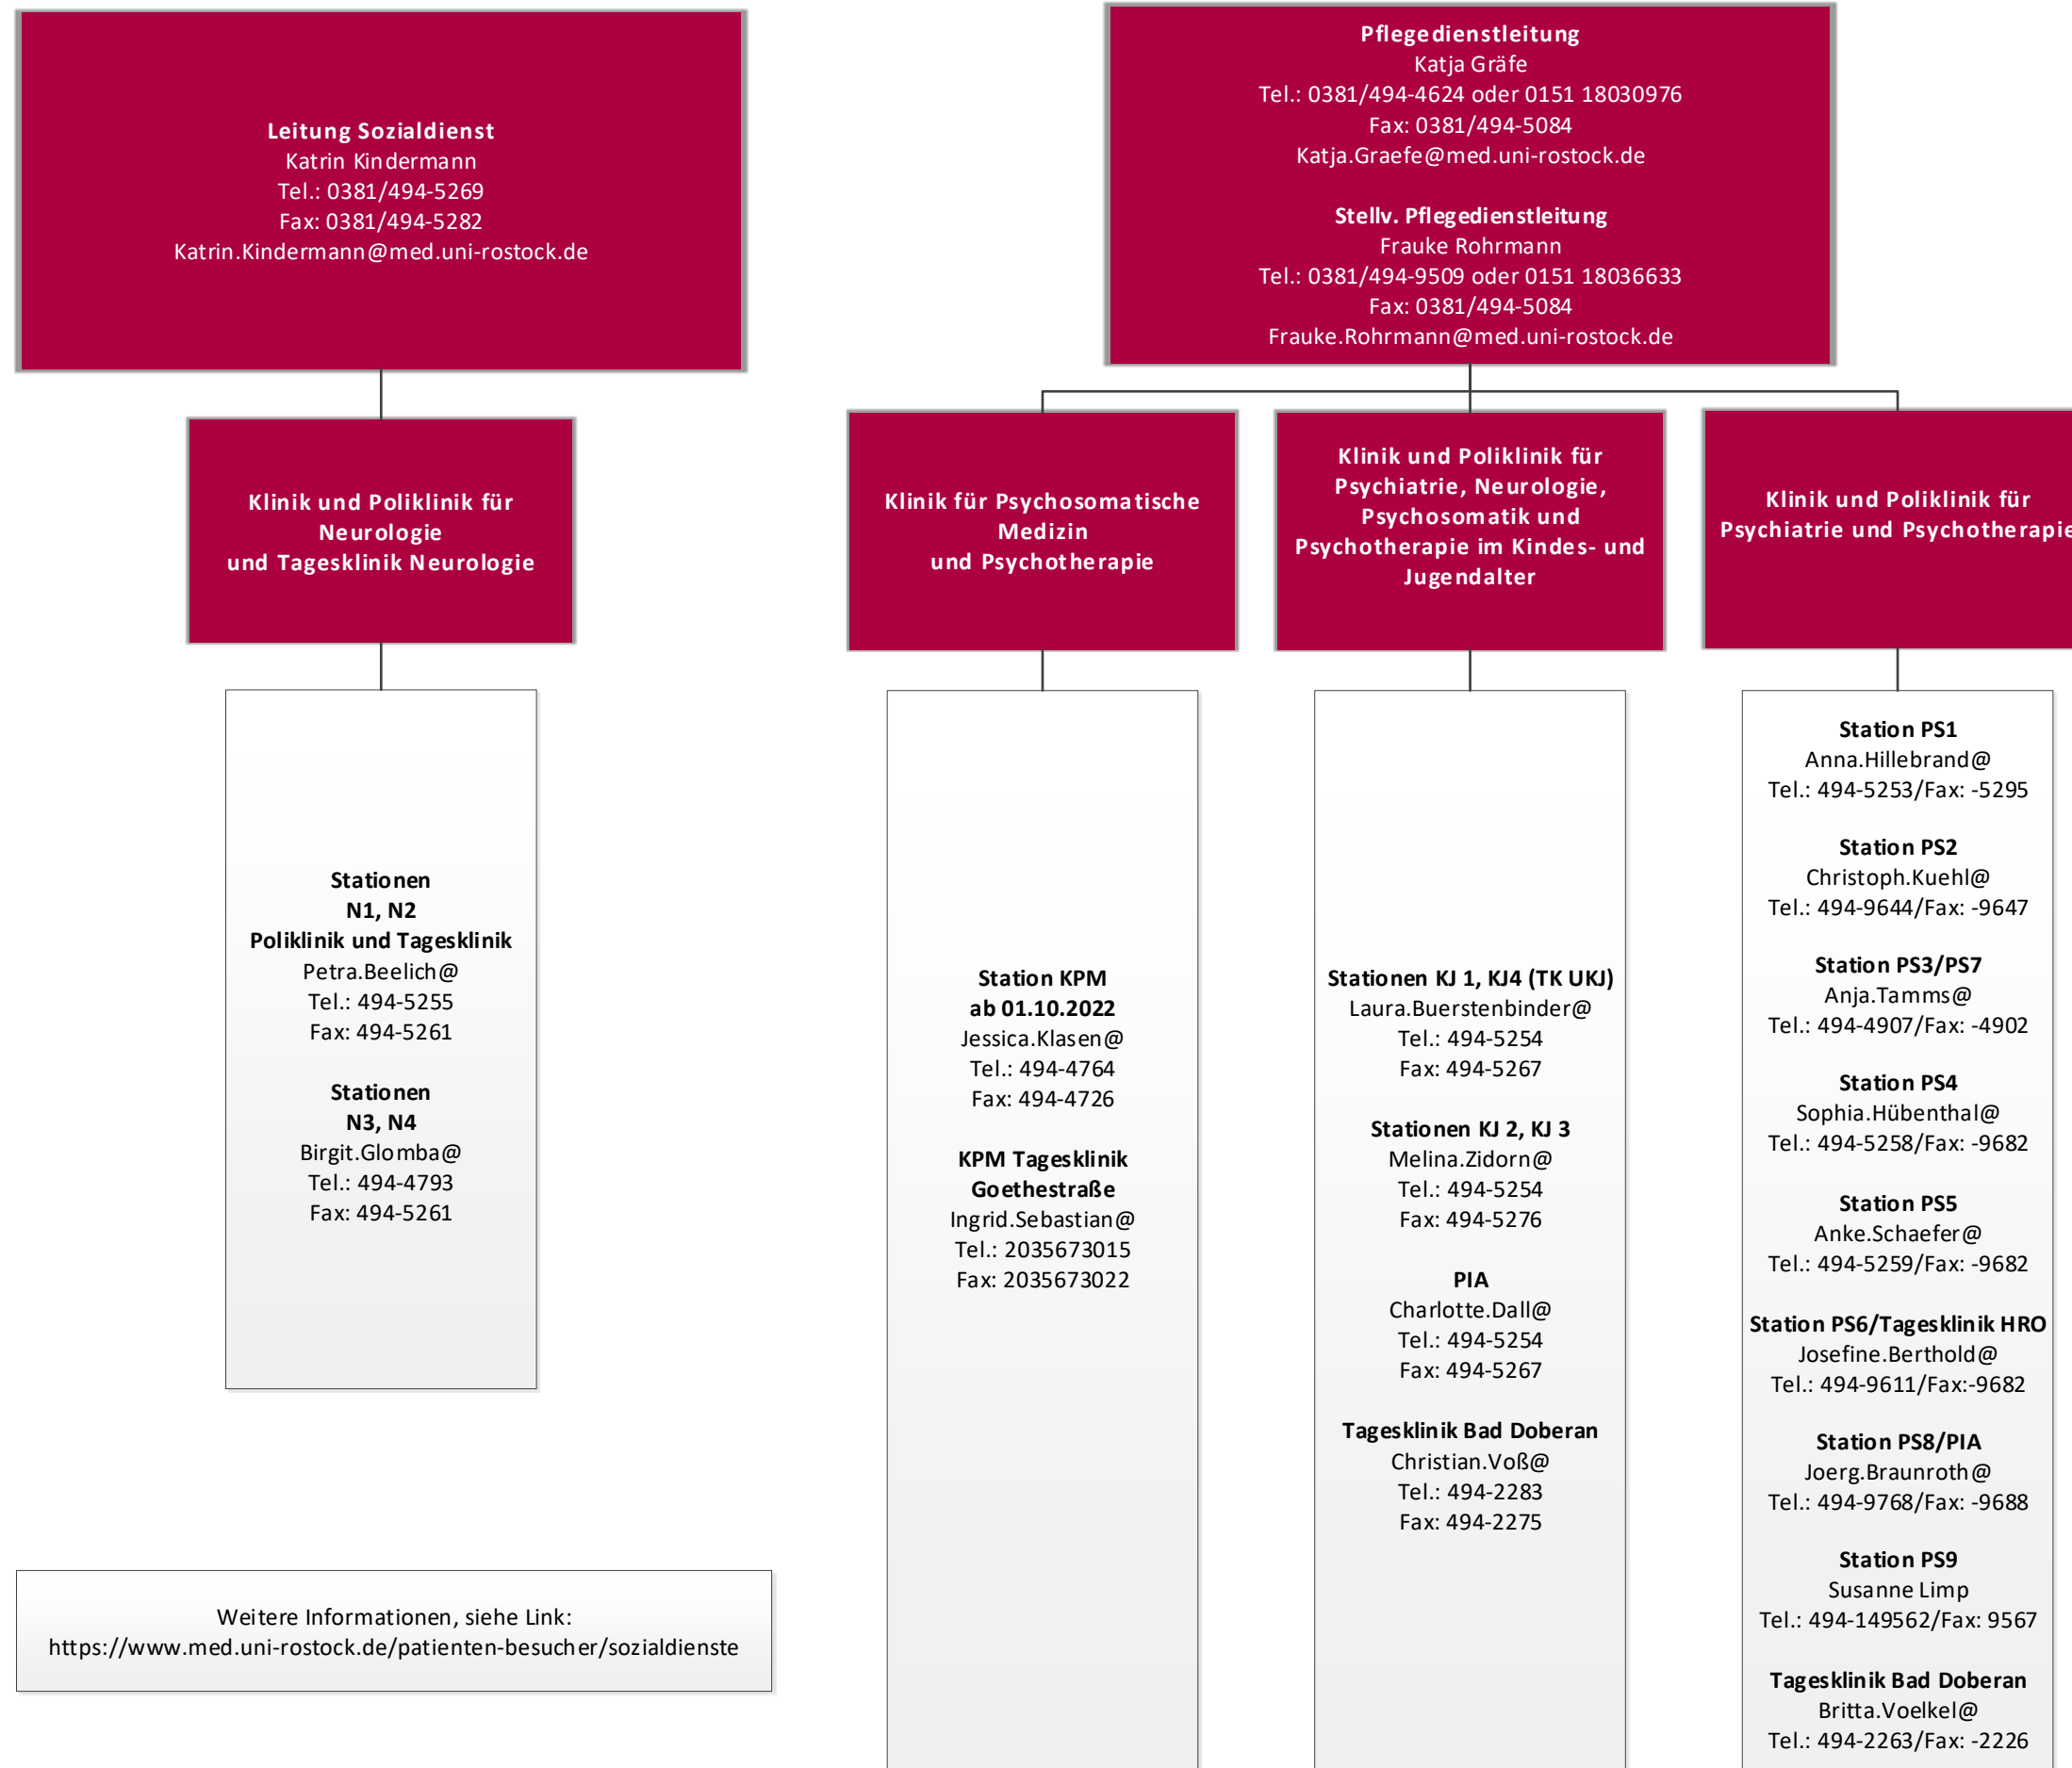 Leitung Sozialdienst
Katrin Kindermann
Tel.: 0381/494-5269
Fax: 0381/494-5282
Katrin.Kindermann@med.uni-rostock.de
Pflegedienstleitung
Katja Gräfe
Tel.: 0381/494-4624 oder 0151 18030976
Fax: 0381/494-5084
Katja.Graefe@med.uni-rostock.de
Stellv. Pflegedienstleitung
Frauke Rohrmann
Tel.: 0381/494-9509 oder 0151 18036633
Fax: 0381/494-5084
Frauke.Rohrmann@med.uni-rostock.de
Klinik und Poliklinik für
Neurologie
und Tagesklinik Neurologie
Klinik für Psychosomatische
Medizin
und Psychotherapie
Klinik und Poliklinik für
Psychiatrie, Neurologie,
Psychosomatik und
Psychotherapie im Kindes- und
Jugendalter
Klinik und Poliklinik für
Psychiatrie und Psychotherapie
Stationen
N1, N2
Poliklinik und Tagesklinik
Petra.Beelich@
Tel.: 494-5255
Fax: 494-5261
Stationen
N3, N4
Birgit.Glomba@
Tel.: 494-4793
Fax: 494-5261
Station KPM
ab 01.10.2022
Jessica.Klasen@
Tel.: 494-4764
Fax: 494-4726
KPM Tagesklinik
Goethestraße
Ingrid.Sebastian@
Tel.: 2035673015
Fax: 2035673022
Stationen KJ 1, KJ4 (TK UKJ)
Laura.Buerstenbinder@
Tel.: 494-5254
Fax: 494-5267
Stationen KJ 2, KJ 3
Melina.Zidorn@
Tel.: 494-5254
Fax: 494-5276
PIA
Charlotte.Dall@
Tel.: 494-5254
Fax: 494-5267
Tagesklinik Bad Doberan
Christian.Voß@
Tel.: 494-2283
Fax: 494-2275
Station PS1
Anna.Hillebrand@
Tel.: 494-5253/Fax: -5295
Station PS2
Christoph.Kuehl@
Tel.: 494-9644/Fax: -9647
Station PS3/PS7
Anja.Tamms@
Tel.: 494-4907/Fax: -4902
Station PS4
Sophia.Hübenthal@
Tel.: 494-5258/Fax: -9682
Station PS5
Anke.Schaefer@
Tel.: 494-5259/Fax: -9682
Station PS6/Tagesklinik HRO
Josefine.Berthold@
Tel.: 494-9611/Fax:-9682
Station PS8/PIA
Joerg.Braunroth@
Tel.: 494-9768/Fax: -9688
Station PS9
Susanne Limp
Tel.: 494-149562/Fax: 9567
Tagesklinik Bad Doberan
Britta.Voelkel@
Tel.: 494-2263/Fax: -2226
Weitere Informationen, siehe Link:
https://www.med.uni-rostock.de/patienten-besucher/sozialdienste